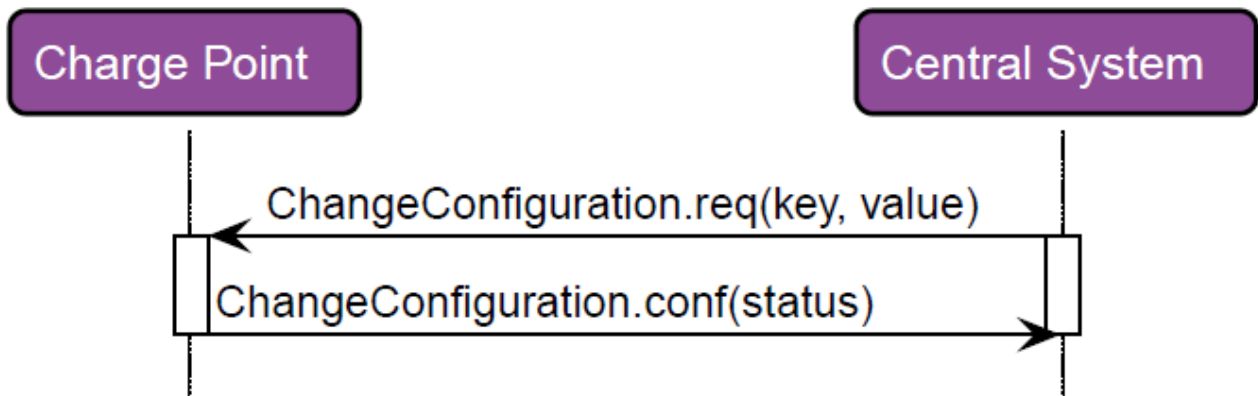 Charge Point
Central System
ChangeConfiguration.req(key, value)
ChangeConfiguration.conf(status)